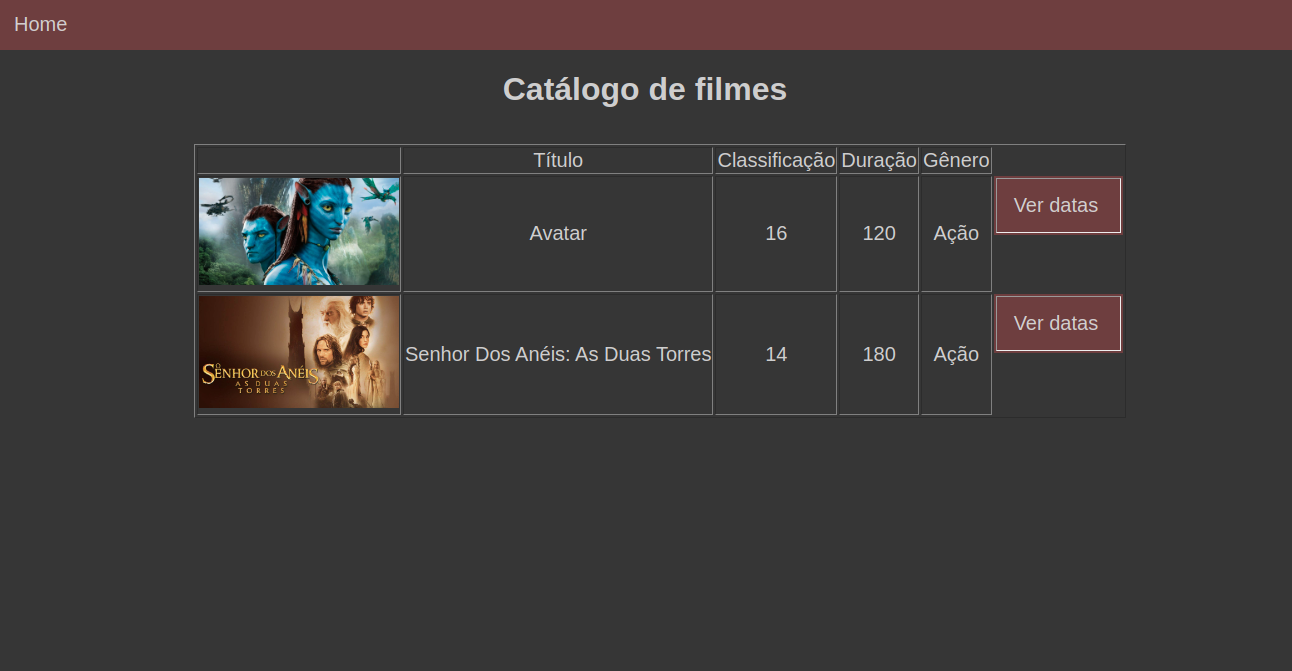 Home
Catálogo de filmes
Título Classificação Duração Gênero
Avatar 16 120 Ação Ver datas
O
SENHOR DOS ANÉIS
AS DUAS
TORRES
Senhor Dos Anéis: As Duas Torres 14 180 Ação Ver datas